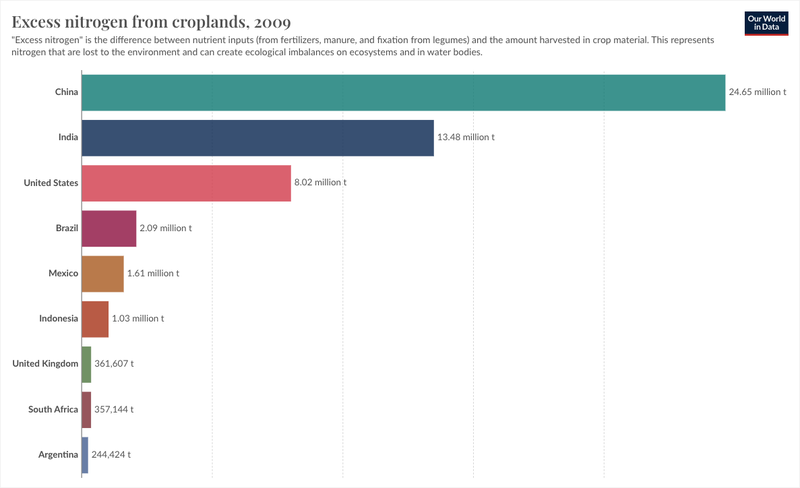 Excess nitrogen from croplands, 2009
Our World
in Data
"Excess nitrogen" is the difference between nutrient inputs (from fertilizers, manure, and fixation from legumes) and the amount harvested in crop material. This represents
nitrogen that are lost to the environment and can create ecological imbalances on ecosystems and in water bodies.
China 24.65 million t
India 13.48 million t
United States 8.02 million t
Brazil 2.09 million t
Mexico 1.61 million t
Indonesia 1.03 million t
United Kingdom 361,607 t
South Africa 357,144 t
Argentina 244,424 t